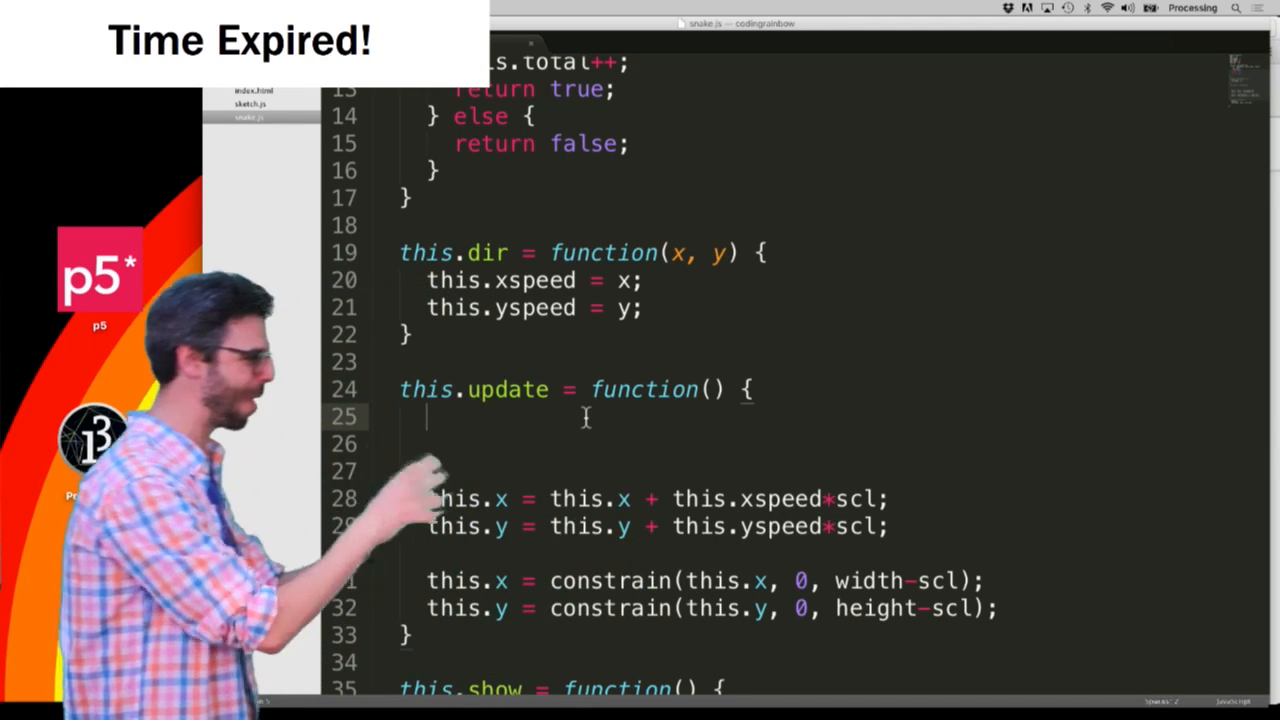 Time Expired!
Processing
snake.js — codingrainbow
index.html
sketch.js
snake.js
p5*
p5
.total++;
13 return true;
14 } else {
15 return false;
16 }
17 }
18
19 this.dir = function(x, y) {
20 this.xspeed = x;
21 this.yspeed = y;
22 }
23
24 this.update = function() {
25
26
27
28 this.x = this.x + this.xspeed*scl;
29 this.y = this.y + this.yspeed*scl;
31 this.x = constrain(this.x, 0, width-scl);
32 this.y = constrain(this.y, 0, height-scl);
33 }
34
35 this.show = function() {
Spaces: 2
JavaScript